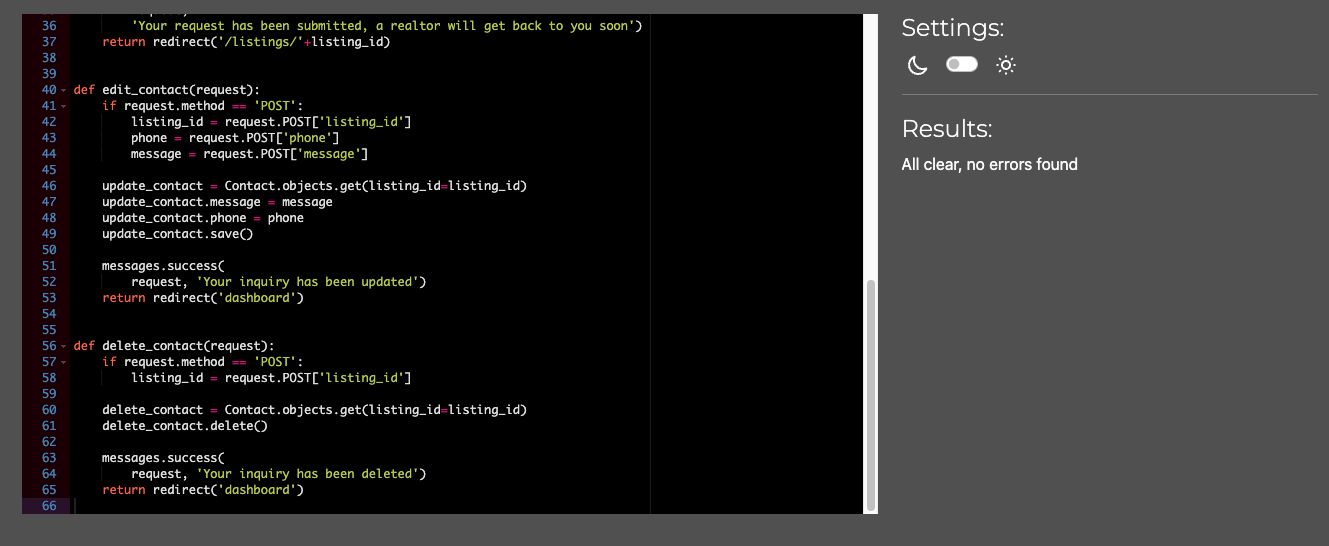 36 'Your request has been submitted, a realtor will get back to you soon')
37 return redirect('/listings/'+listing_id)
38
39
40 def edit_contact(request):
41 if request.method == 'POST':
42 listing_id = request.POST['listing_id']
43 phone = request.POST['phone']
44 message = request.POST['message']
45
46 update_contact = Contact.objects.get(listing_id=listing_id)
47 update_contact.message = message
48 update_contact.phone = phone
49 update_contact.save()
50
51 messages.success(
52 request, 'Your inquiry has been updated')
53 return redirect('dashboard')
54
55
56 def delete_contact(request):
57 if request.method == 'POST':
58 listing_id = request.POST['listing_id']
59
60 delete_contact = Contact.objects.get(listing_id=listing_id)
61 delete_contact.delete()
62
63 messages.success(
64 request, 'Your inquiry has been deleted')
65 return redirect('dashboard')
66
Settings:
Results:
All clear, no errors found